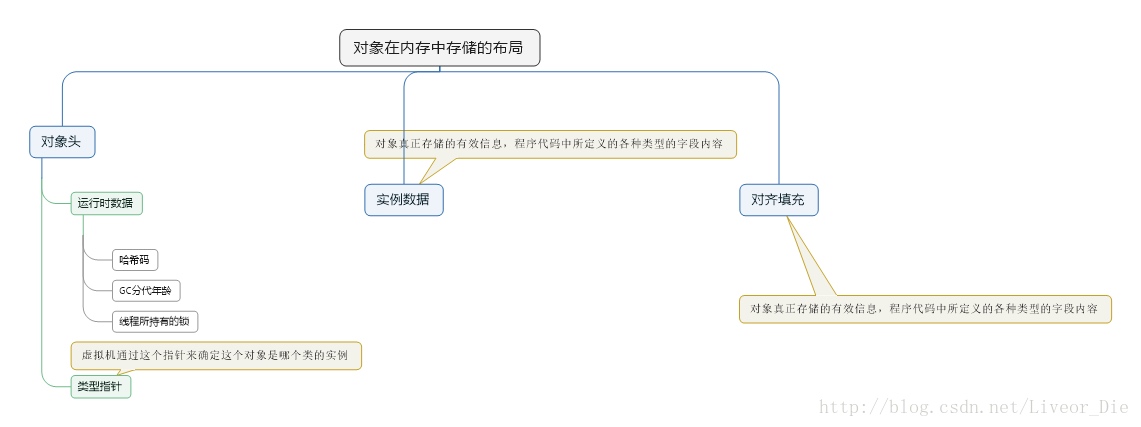 对象在内存中存储的布局
对象头
对象真正存储的有效信息，程序代码中所定义的各种类型的字段内容
实例数据
对齐填充
运行时数据
哈希码
GC分代年龄
线程所持有的锁
对象真正存储的有效信息，程序代码中所定义的各种类型的字段内容
虚拟机通过这个指针来确定这个对象是哪个类的实例
类型指针
http://blog.csdn.net/Liveor_Die